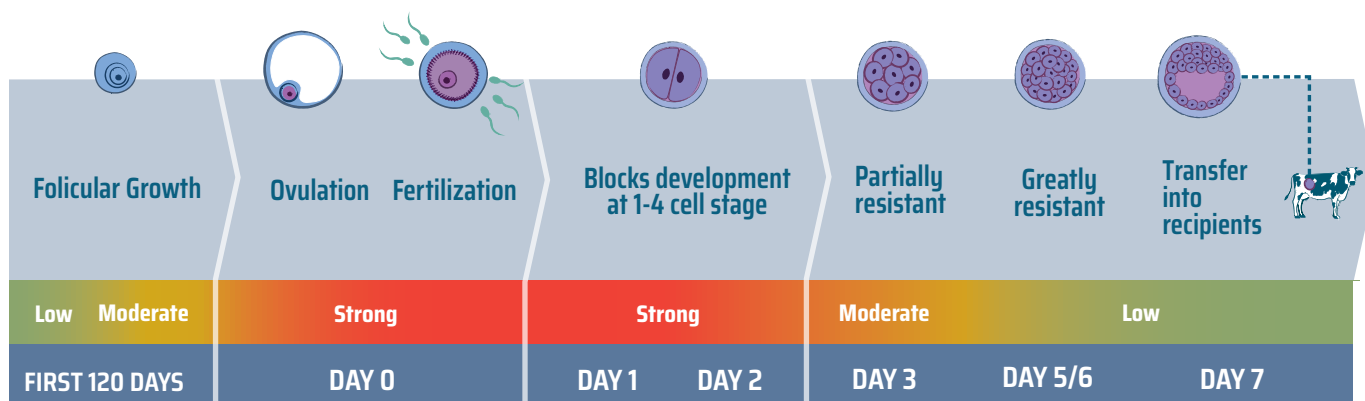 Folicular Growth
Ovulation
Fertilization
Blocks development
at 1-4 cell stage
Partially
resistant
Greatly
resistant
Transfer
into
recipients
Low
Moderate
Strong
Strong
Moderate
Low
FIRST 120 DAYS
DAY 0
DAY 1
DAY 2
DAY 3
DAY 5/6
DAY 7